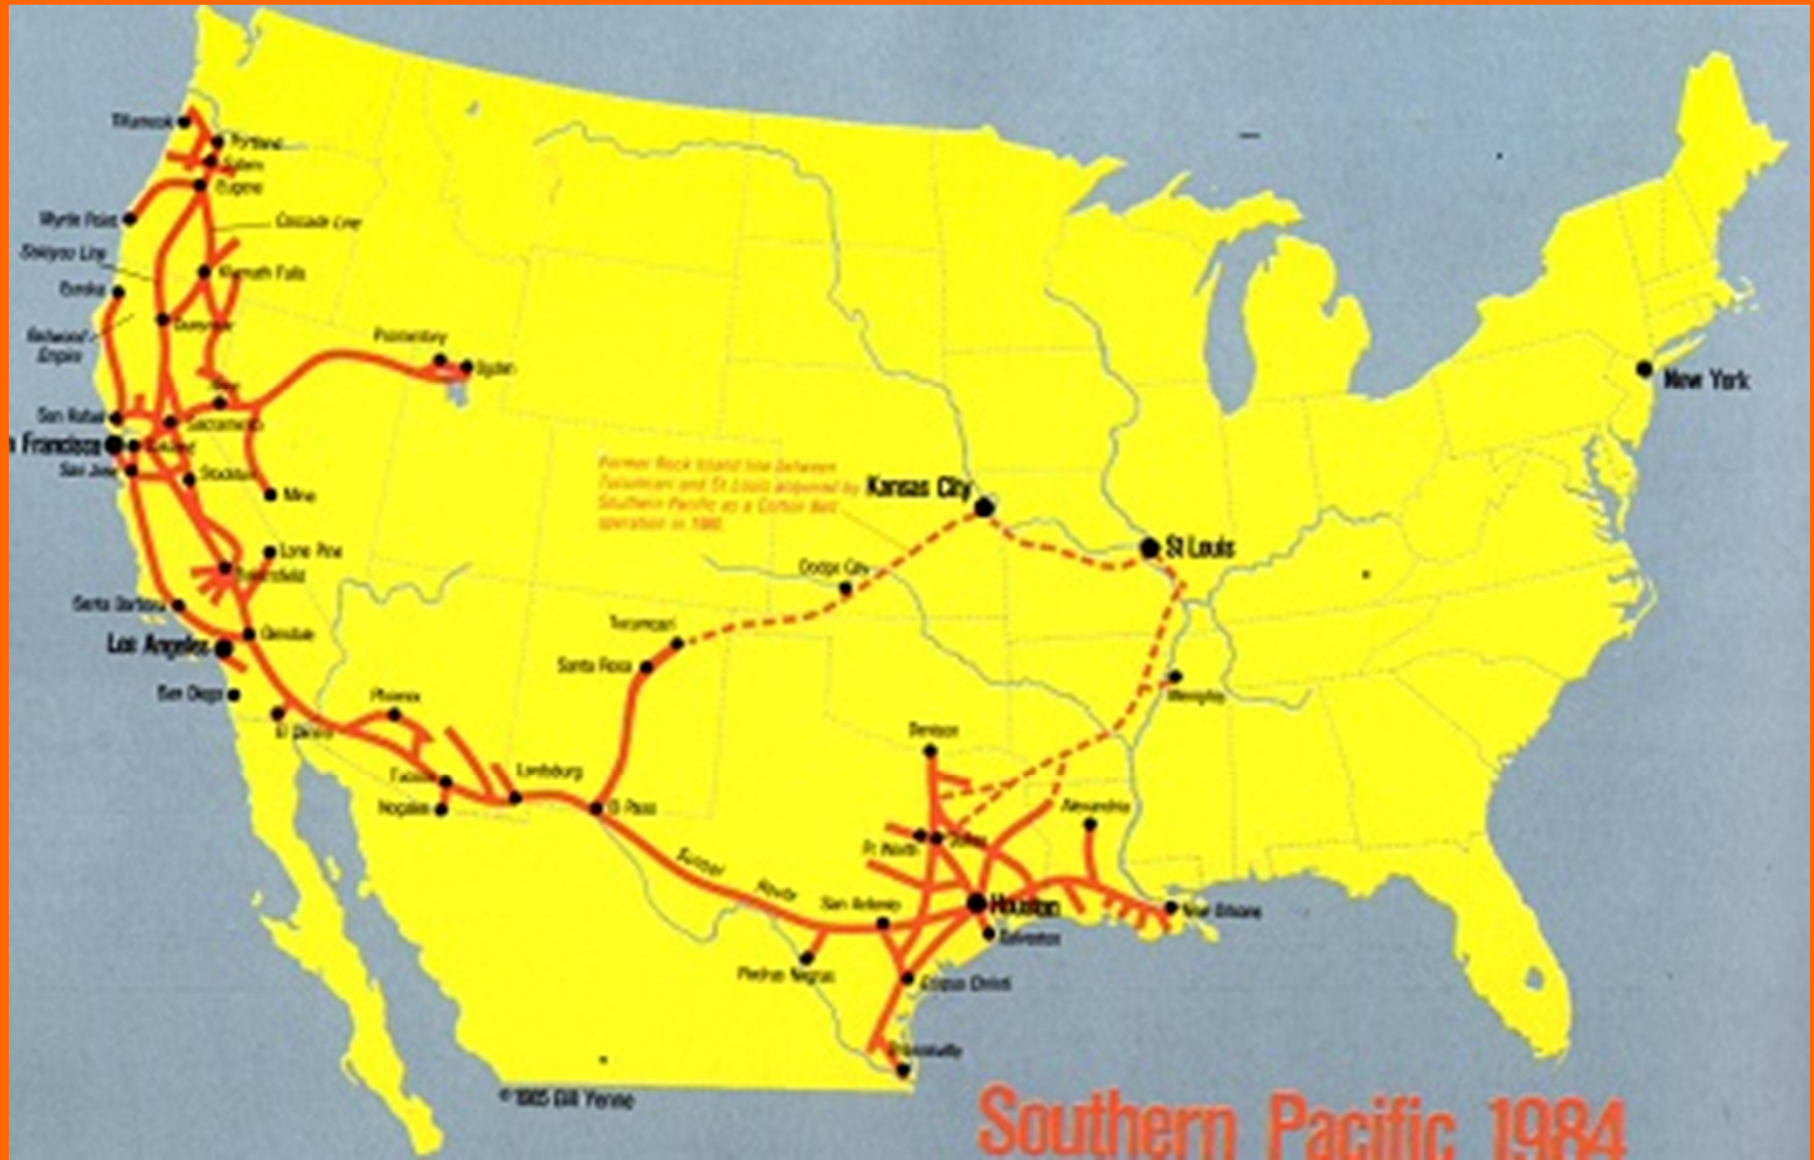 Tillamook
Portland
Salem
Eugene
Myrtle Point
Cascade Line
Siskiyou Line
Klamath Falls
Eureka
Dunsmuir
Redwood
Empire
Promontory
Ogden
San Rafael
Sacramento
n Francisco
Oakland
San Jose
Stockton
Mina
New York
Former Rock Island line between
Tucumcari and St Louis acquired by
Southern Pacific as a Cotton Belt
operation in 1980.
Kansas City
St Louis
Lone Pine
Bakersfield
Dodge City
Santa Barbara
Tucumcari
Glendale
Los Angeles
Santa Rosa
San Diego
Phoenix
Memphis
El Centro
Denison
Tucson
Lordsburg
Nogales
El Paso
Alexandria
Dallas
Ft Worth
Sunset Route
San Antonio
Houston
New Orleans
Galveston
Piedras Negras
Corpus Christi
Brownsville
© 1985 Bill Yenne
Southern Pacific 1984